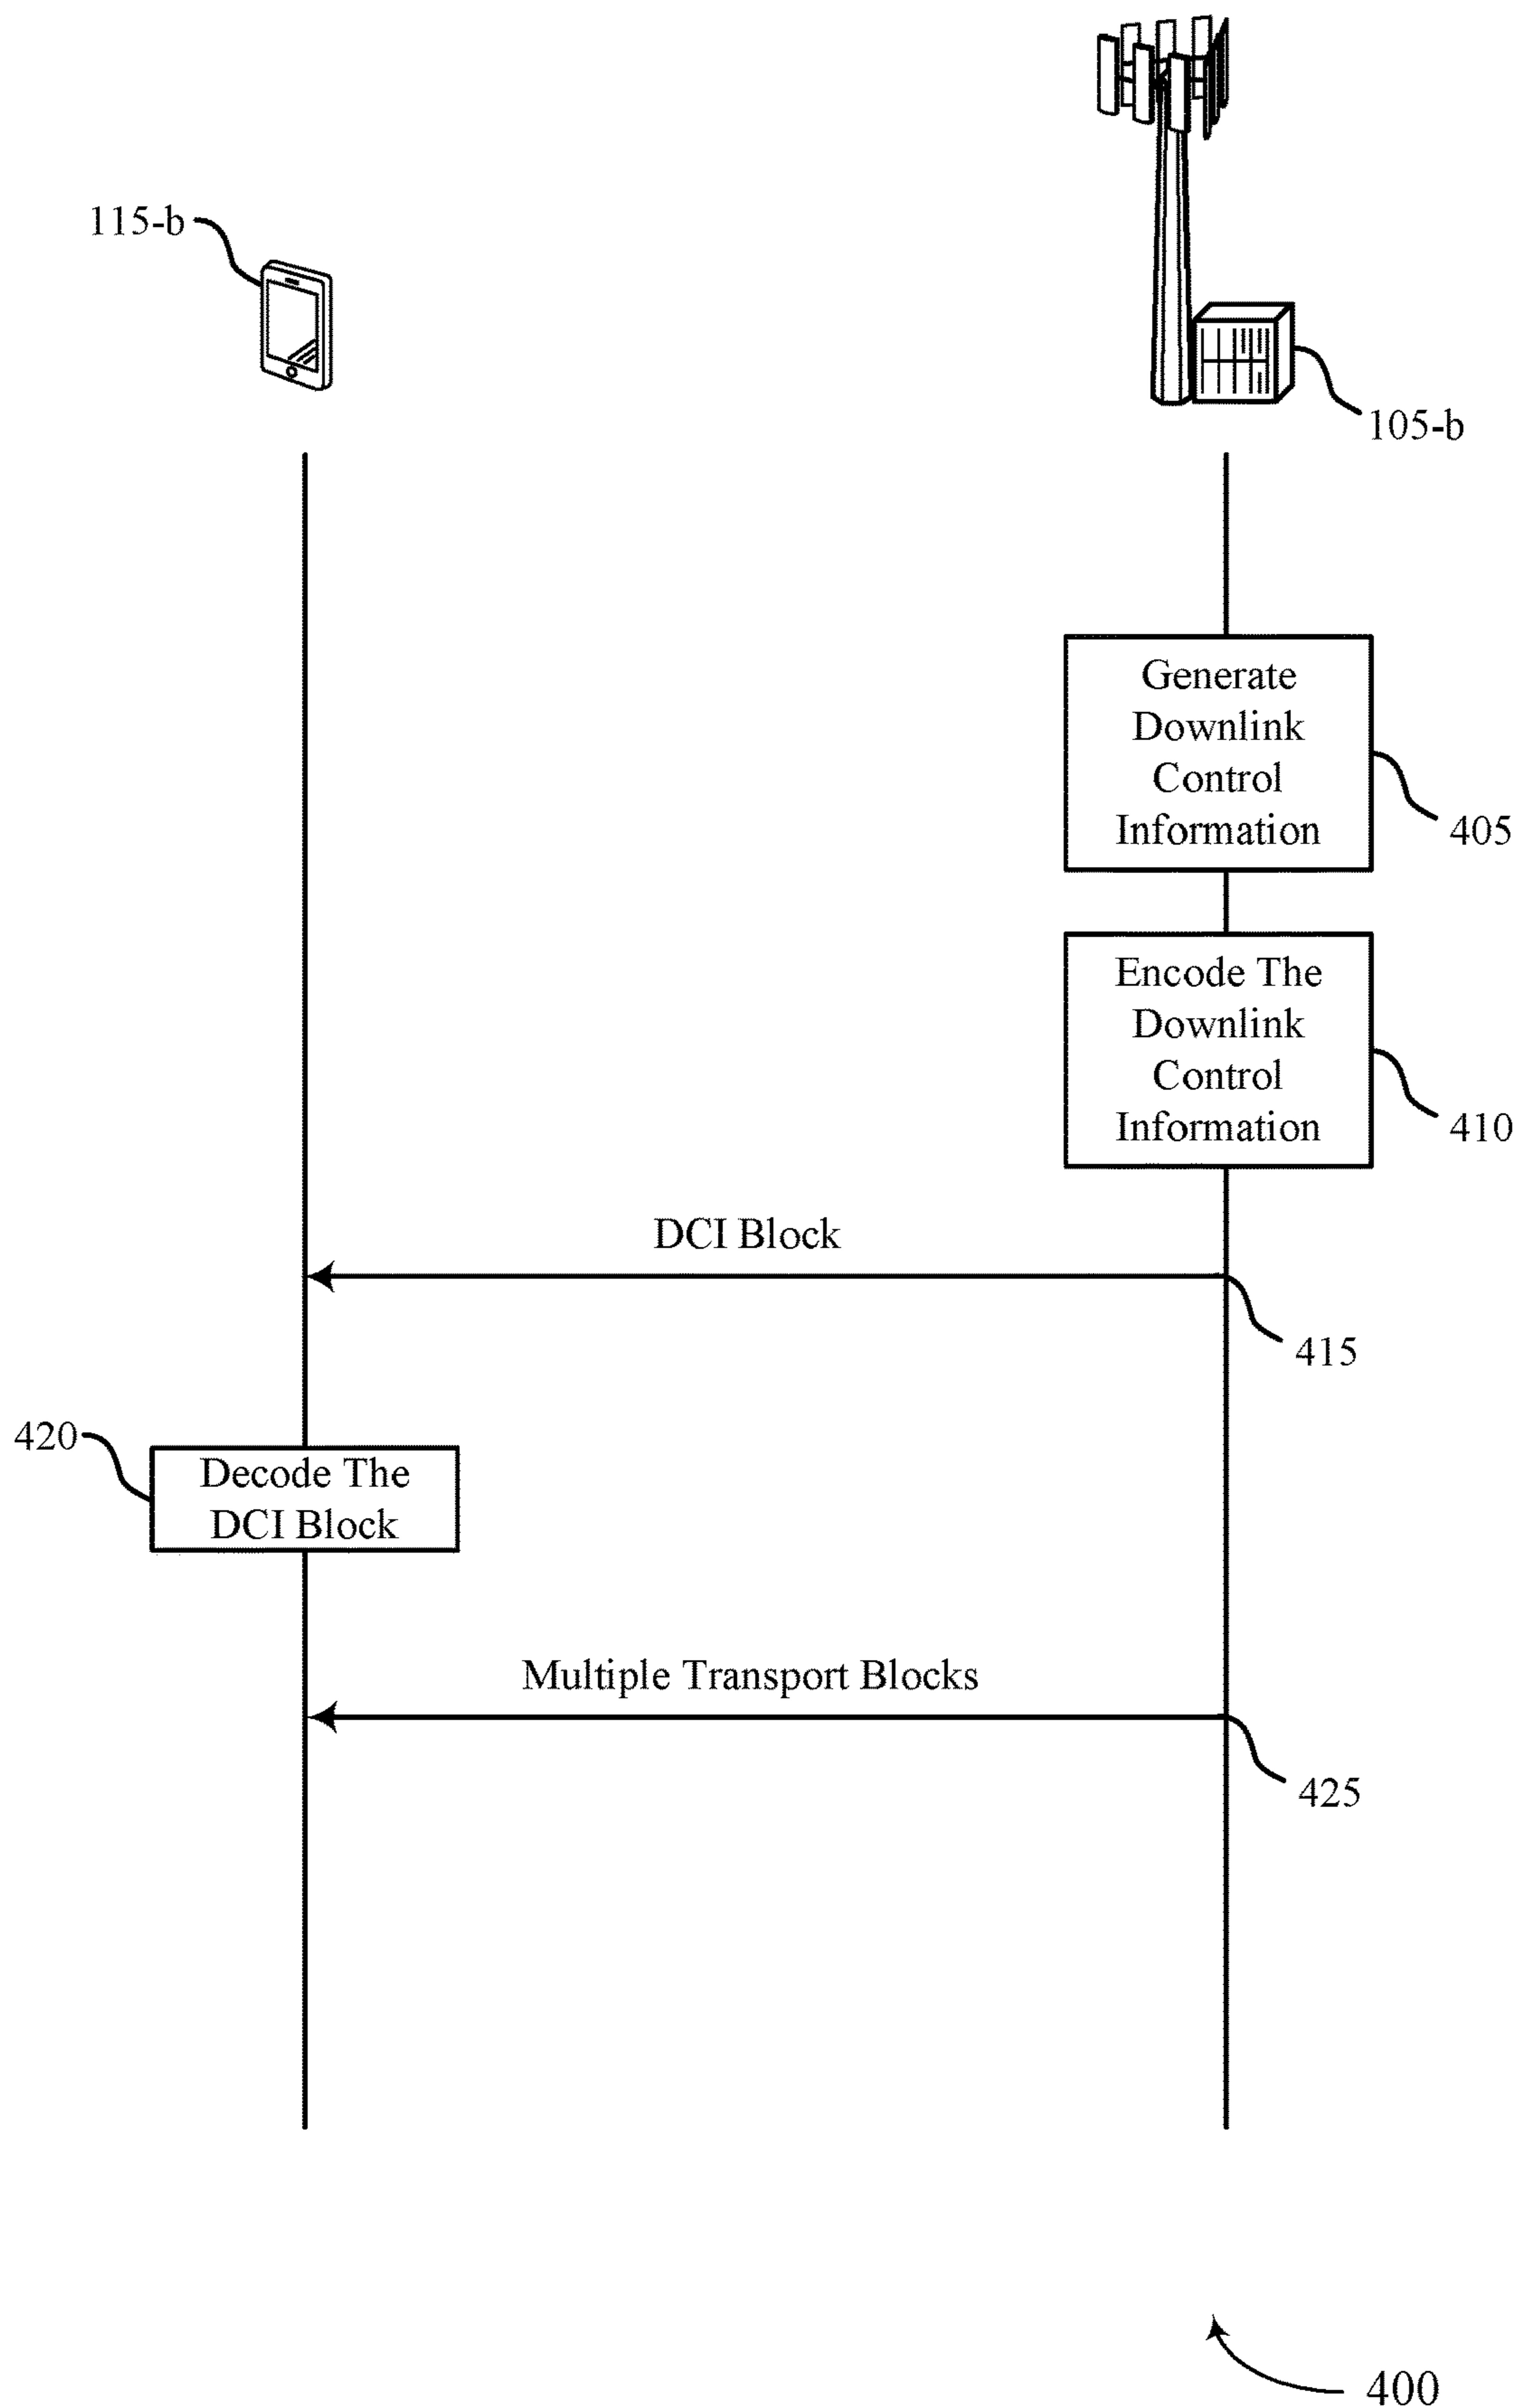 115-b
105-b
Generate
Downlink
Control
Information
405
Encode The
Downlink
Control
Information
410
DCI Block
415
420
Decode The
DCI Block
Multiple Transport Blocks
425
400